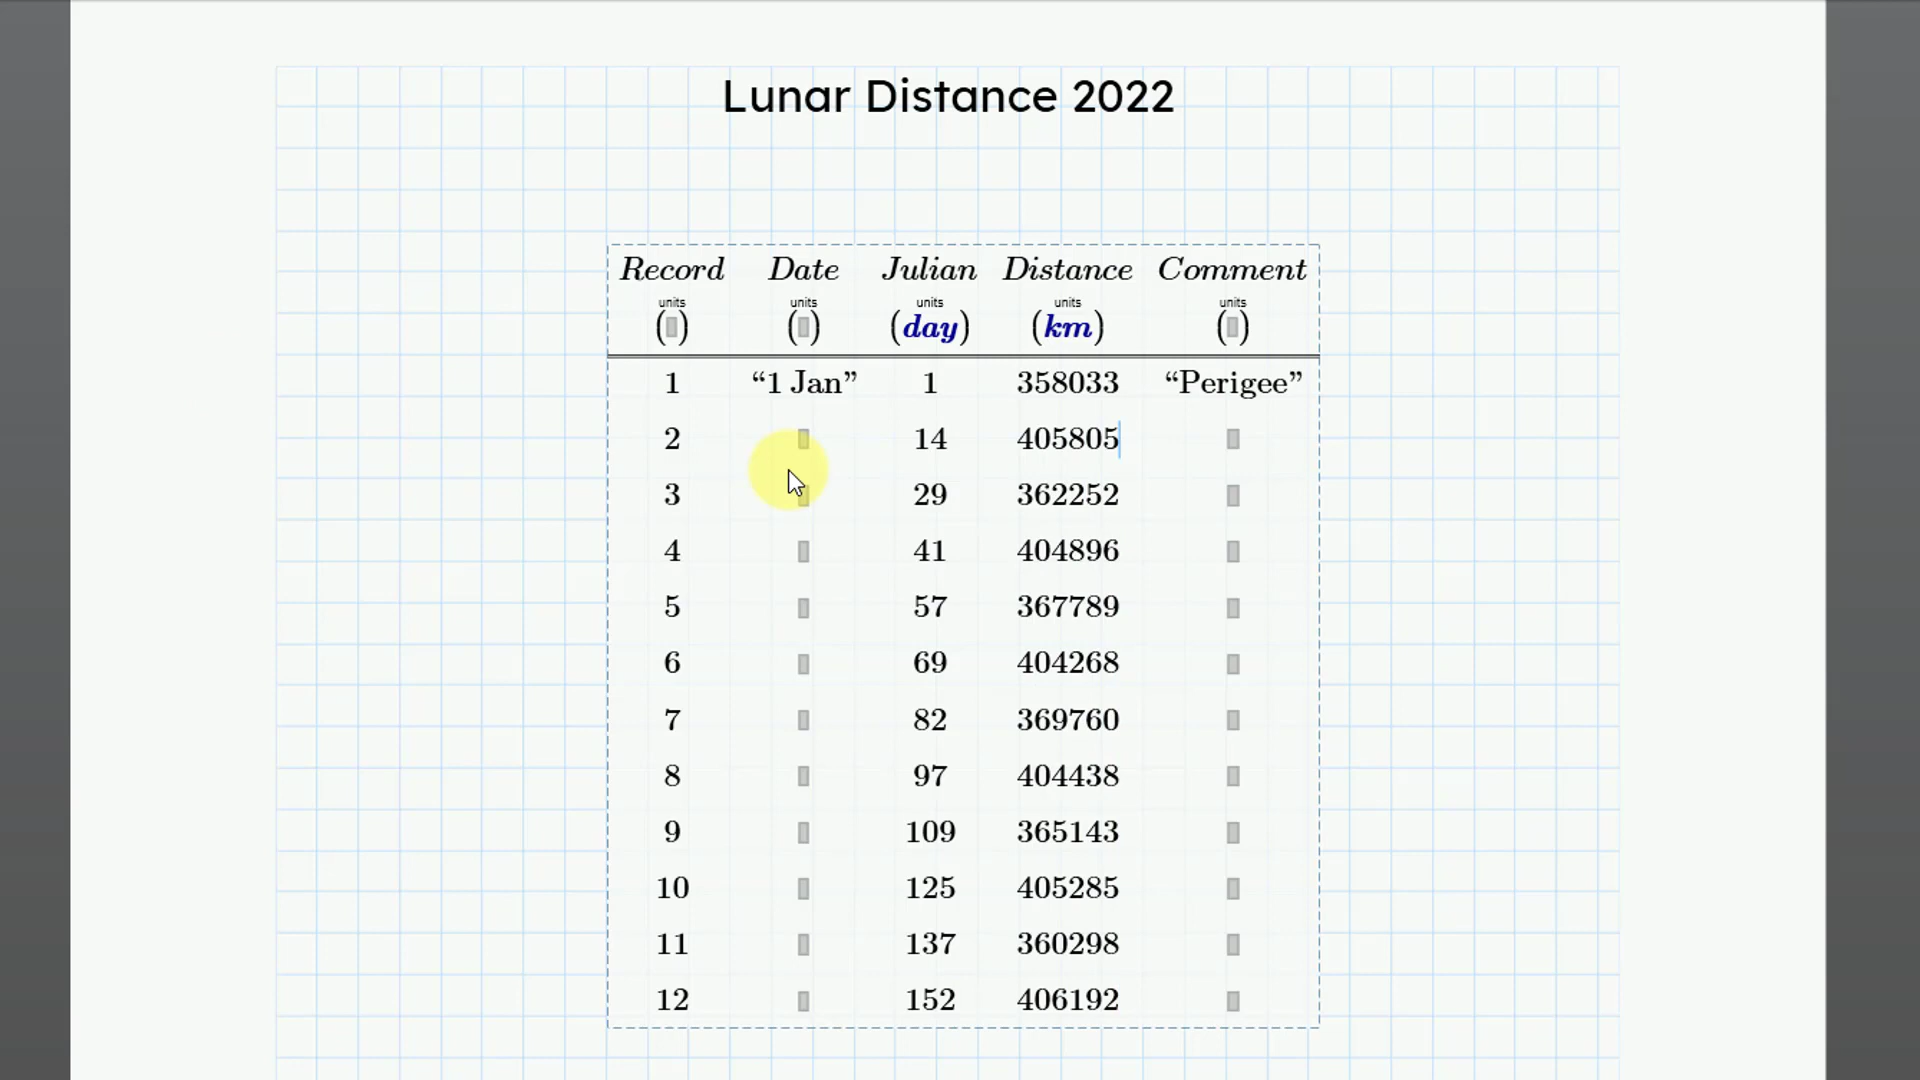 Lunar Distance 2022
Record Date Julian Distance Comment
units units units units units
() () (day) (km) ()
1 “1 Jan” 1 358033 “Perigee”
2 14 405805
3 29 362252
4 41 404896
5 57 367789
6 69 404268
7 82 369760
8 97 404438
9 109 365143
10 125 405285
11 137 360298
12 152 406192